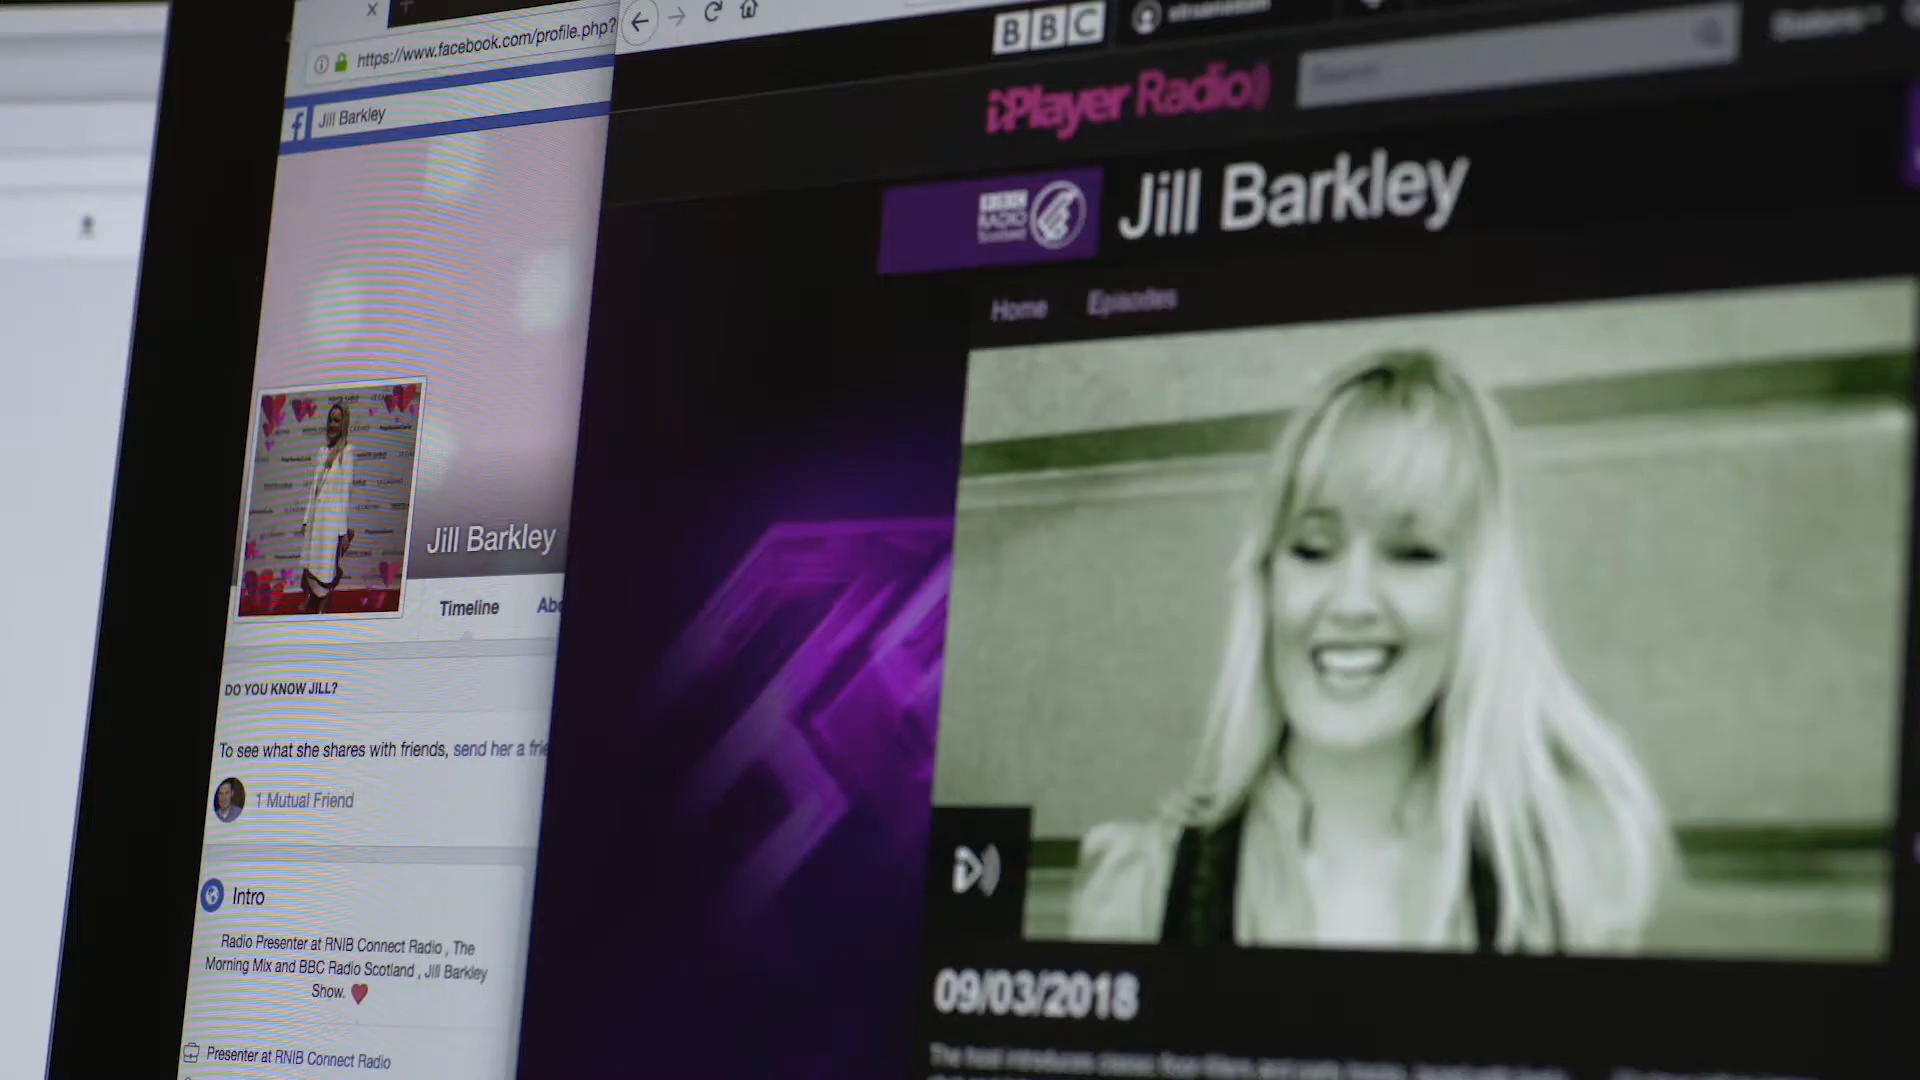 https://www.facebook.com/profile.php?
Jill Barkley
Jill Barkley
Timeline
Abo
DO YOU KNOW JILL?
To see what she shares with friends, send her a frie
1 Mutual Friend
Intro
Radio Presenter at RNIB Connect Radio , The
Morning Mix and BBC Radio Scotland , Jill Barkley
Show.
Presenter at RNIB Connect Radio
BBC
iPlayer Radio
Search
BBC
RADIO
Scotland
Jill Barkley
Home Episodes
09/03/2018